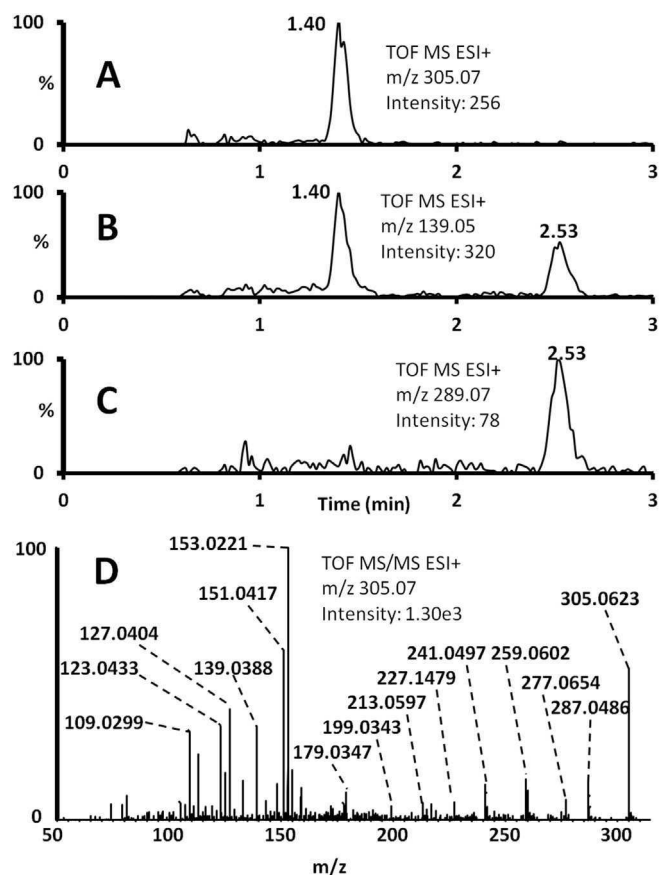 100
1.40
TOF MS ESI+
m/z 305.07
Intensity: 256
A
%
0
0
1
2
3
100
1.40
TOF MS ESI+
m/z 139.05
Intensity: 320
2.53
B
%
0
0
1
2
3
100
2.53
TOF MS ESI+
m/z 289.07
Intensity: 78
C
%
0
0
1
Time (min)
2
3
100
D
153.0221
TOF MS/MS ESI+
m/z 305.07
Intensity: 1.30e3
151.0417
305.0623
127.0404
241.0497
259.0602
123.0433
139.0388
227.1479
277.0654
109.0299
213.0597
287.0486
199.0343
179.0347
0
50
100
150
200
250
300
m/z